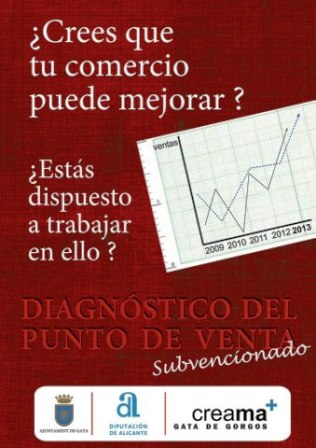 ¿Crees que
tu comercio
puede mejorar ?
ventas
¿Estás
dispuesto
a trabajar
en ello ?
2009 2010 2011 2012 2013
DIAGNÓSTICO DEL
PUNTO DE VENTA
Subvencionado
AJUNTAMENT DE GATA
DIPUTACIÓN
DE ALICANTE
creama+
GATA DE GORGOS